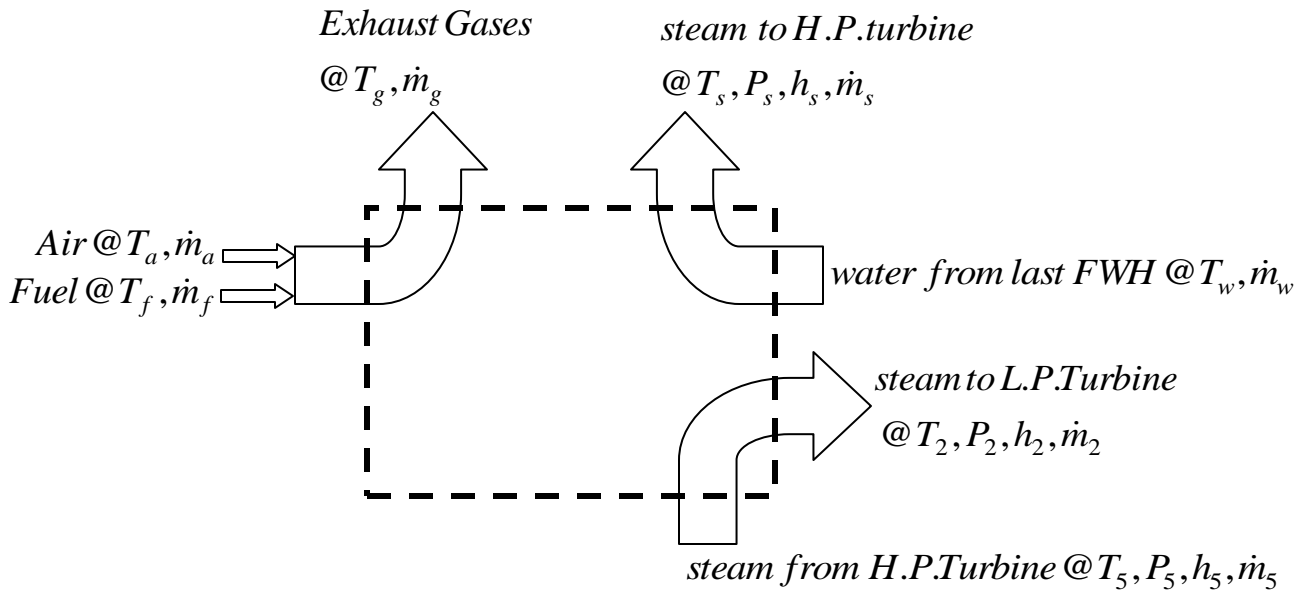 Exhaust Gases
@ T_g, ṁ_g
steam to H.P.turbine
@ T_s, P_s, h_s, ṁ_s
Air @ T_a, ṁ_a
Fuel @ T_f, ṁ_f
water from last FWH @ T_w, ṁ_w
steam to L.P.Turbine
@ T_2, P_2, h_2, ṁ_2
steam from H.P.Turbine @ T_5, P_5, h_5, ṁ_5